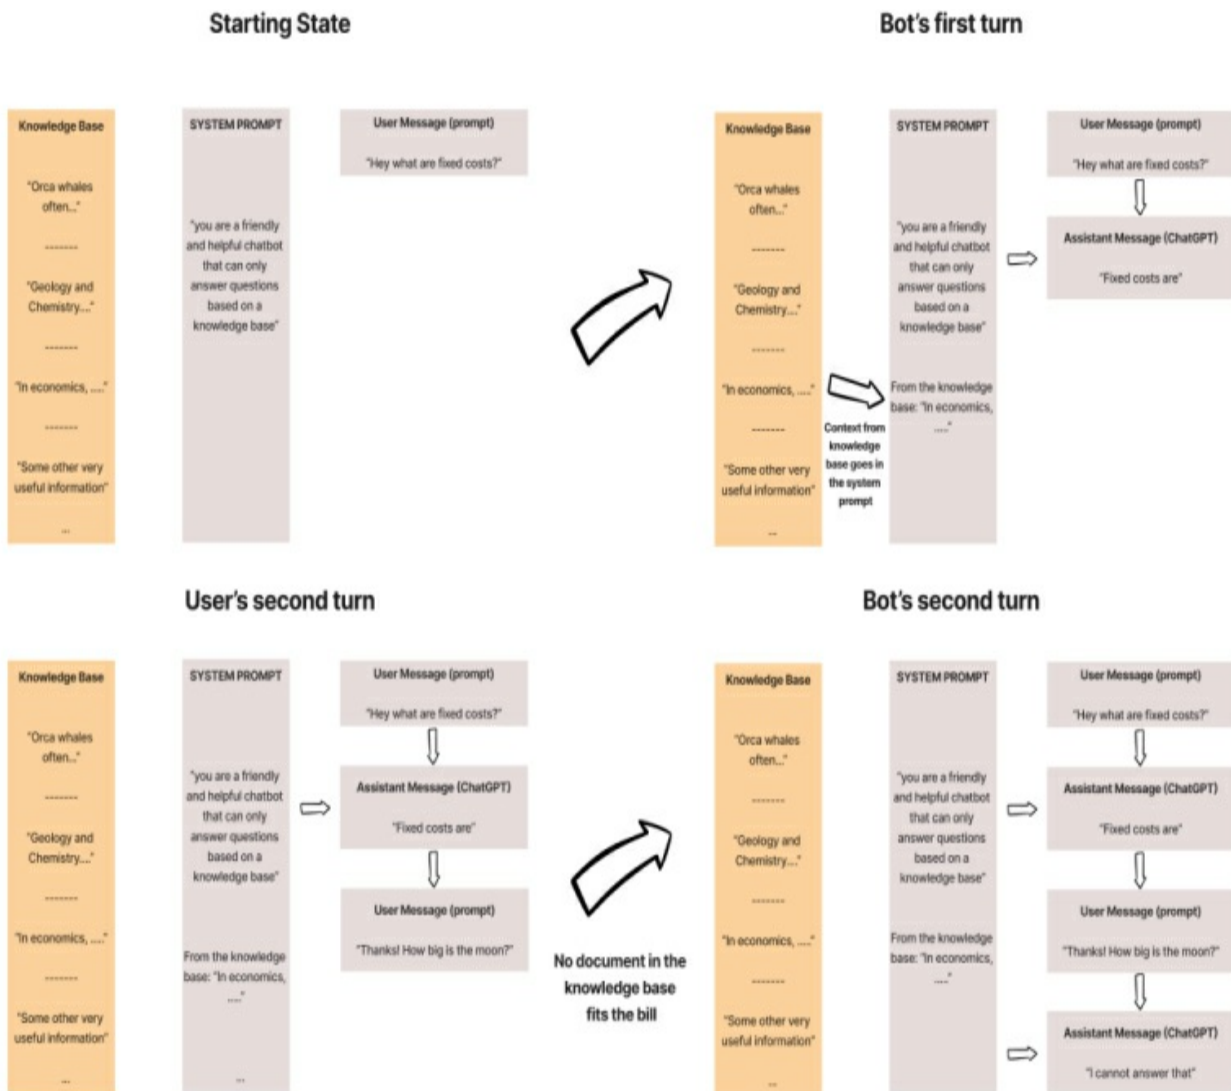 Starting State
Knowledge Base
"Orca whales
often..."
-------
"Geology and
Chemistry...."
-------
"In economics, ....."
-------
"Some other very
useful information"
...
SYSTEM PROMPT
"you are a friendly
and helpful chatbot
that can only
answer questions
based on a
knowledge base"
User Message (prompt)
"Hey what are fixed costs?"
Bot's first turn
Knowledge Base
"Orca whales
often..."
-------
"Geology and
Chemistry...."
-------
"In economics, ....."
-------
"Some other very
useful information"
...
Context from
knowledge
base goes in
the system
prompt
SYSTEM PROMPT
"you are a friendly
and helpful chatbot
that can only
answer questions
based on a
knowledge base"
From the knowledge
base: "In economics,
....."
User Message (prompt)
"Hey what are fixed costs?"
Assistant Message (ChatGPT)
"Fixed costs are"
User's second turn
Knowledge Base
"Orca whales
often..."
-------
"Geology and
Chemistry...."
-------
"In economics, ....."
-------
"Some other very
useful information"
...
SYSTEM PROMPT
"you are a friendly
and helpful chatbot
that can only
answer questions
based on a
knowledge base"
From the knowledge
base: "In economics,
....."
...
User Message (prompt)
"Hey what are fixed costs?"
Assistant Message (ChatGPT)
"Fixed costs are"
User Message (prompt)
"Thanks! How big is the moon?"
No document in the
knowledge base
fits the bill
Bot's second turn
Knowledge Base
"Orca whales
often..."
-------
"Geology and
Chemistry...."
-------
"In economics, ....."
-------
"Some other very
useful information"
...
SYSTEM PROMPT
"you are a friendly
and helpful chatbot
that can only
answer questions
based on a
knowledge base"
From the knowledge
base: "In economics,
....."
User Message (prompt)
"Hey what are fixed costs?"
Assistant Message (ChatGPT)
"Fixed costs are"
User Message (prompt)
"Thanks! How big is the moon?"
Assistant Message (ChatGPT)
"I cannot answer that"